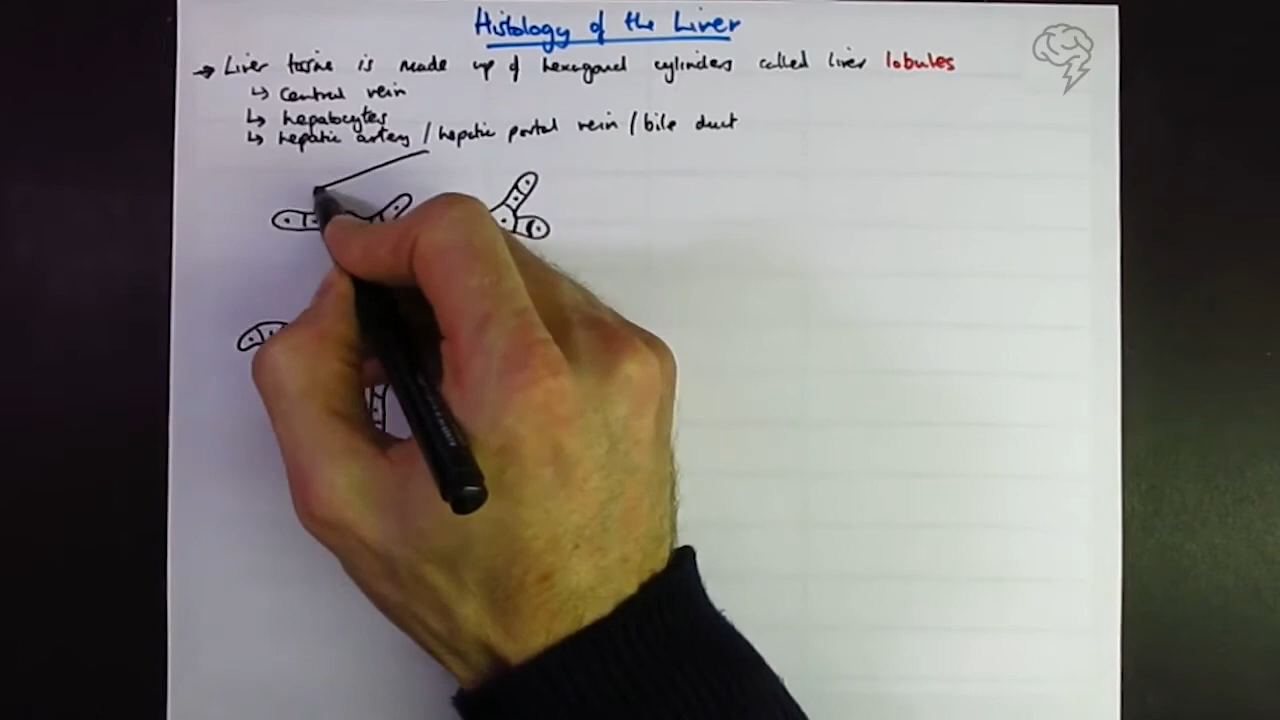 Histology of the Liver
→ Liver tissue is made up of hexagonal cylinders called liver lobules
↳ Central vein
↳ hepatocytes
↳ hepatic artery / hepatic portal vein / bile duct